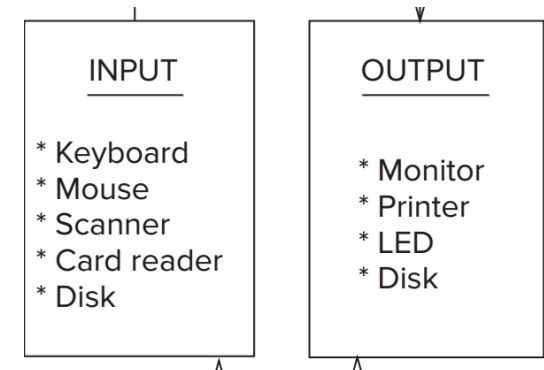 INPUT
* Keyboard
* Mouse
* Scanner
* Card reader
* Disk
OUTPUT
* Monitor
* Printer
* LED
* Disk